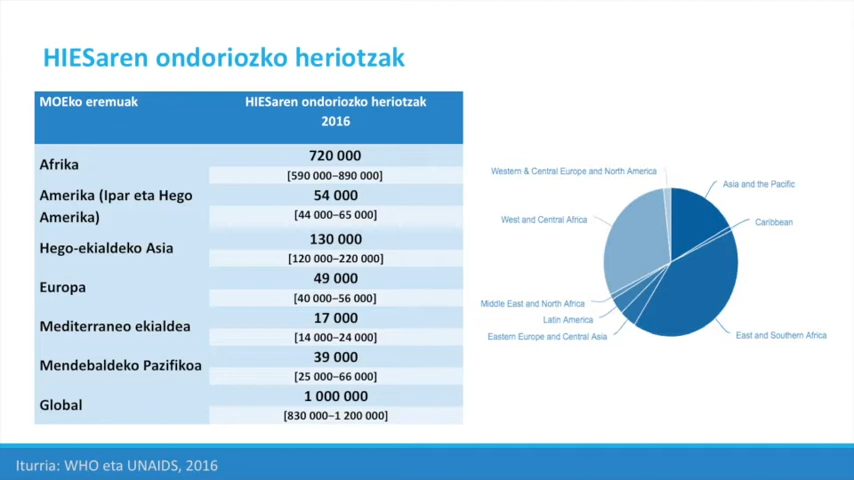 HIESaren ondoriozko heriotzak
MOEko eremuak
HIESaren ondoriozko heriotzak
2016
Afrika
720 000
[590 000–890 000]
Amerika (Ipar eta Hego
Amerika)
54 000
[44 000–65 000]
Hego-ekialdeko Asia
130 000
[120 000–220 000]
Europa
49 000
[40 000–56 000]
Mediterraneo ekialdea
17 000
[14 000–24 000]
Mendebaldeko Pazifikoa
39 000
[25 000–66 000]
Global
1 000 000
[830 000–1 200 000]
Western & Central Europe and North America
Asia and the Pacific
West and Central Africa
Caribbean
Middle East and North Africa
Latin America
Eastern Europe and Central Asia
East and Southern Africa
Iturria: WHO eta UNAIDS, 2016